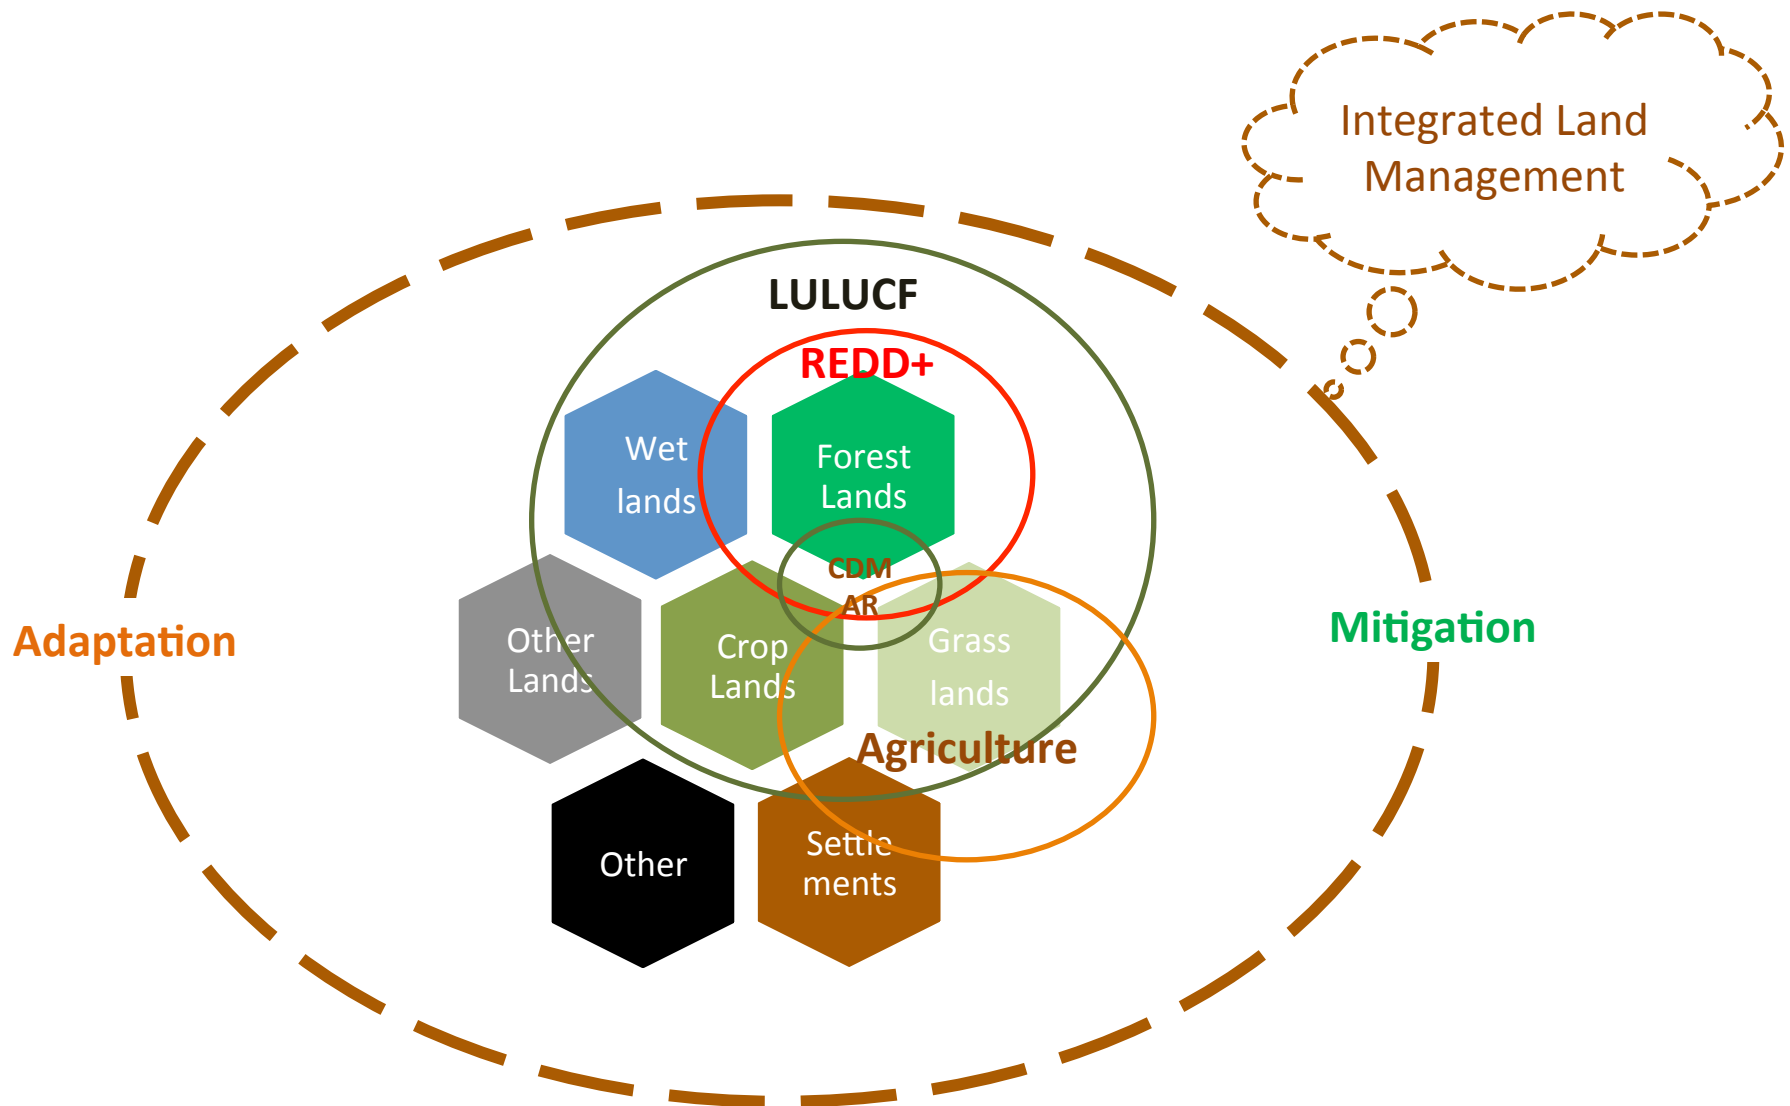 Integrated Land
Management
LULUCF
REDD+
Wet
lands
Forest
Lands
CDM
AR
Adaptation
Other
Lands
Crop
Lands
Grass
lands
Mitigation
Agriculture
Other
Settle
ments